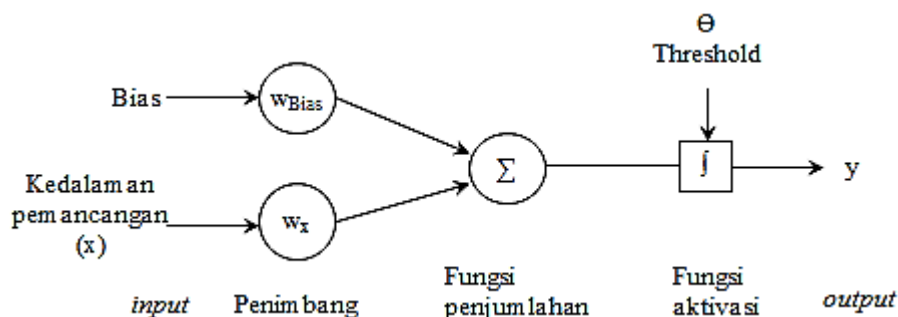 Θ
Threshold
Bias
w_Bias
Kedalaman
pemancangan
(x)
w_x
Σ
∫
y
input
Penimbang
Fungsi
penjumlahan
Fungsi
aktivasi
output